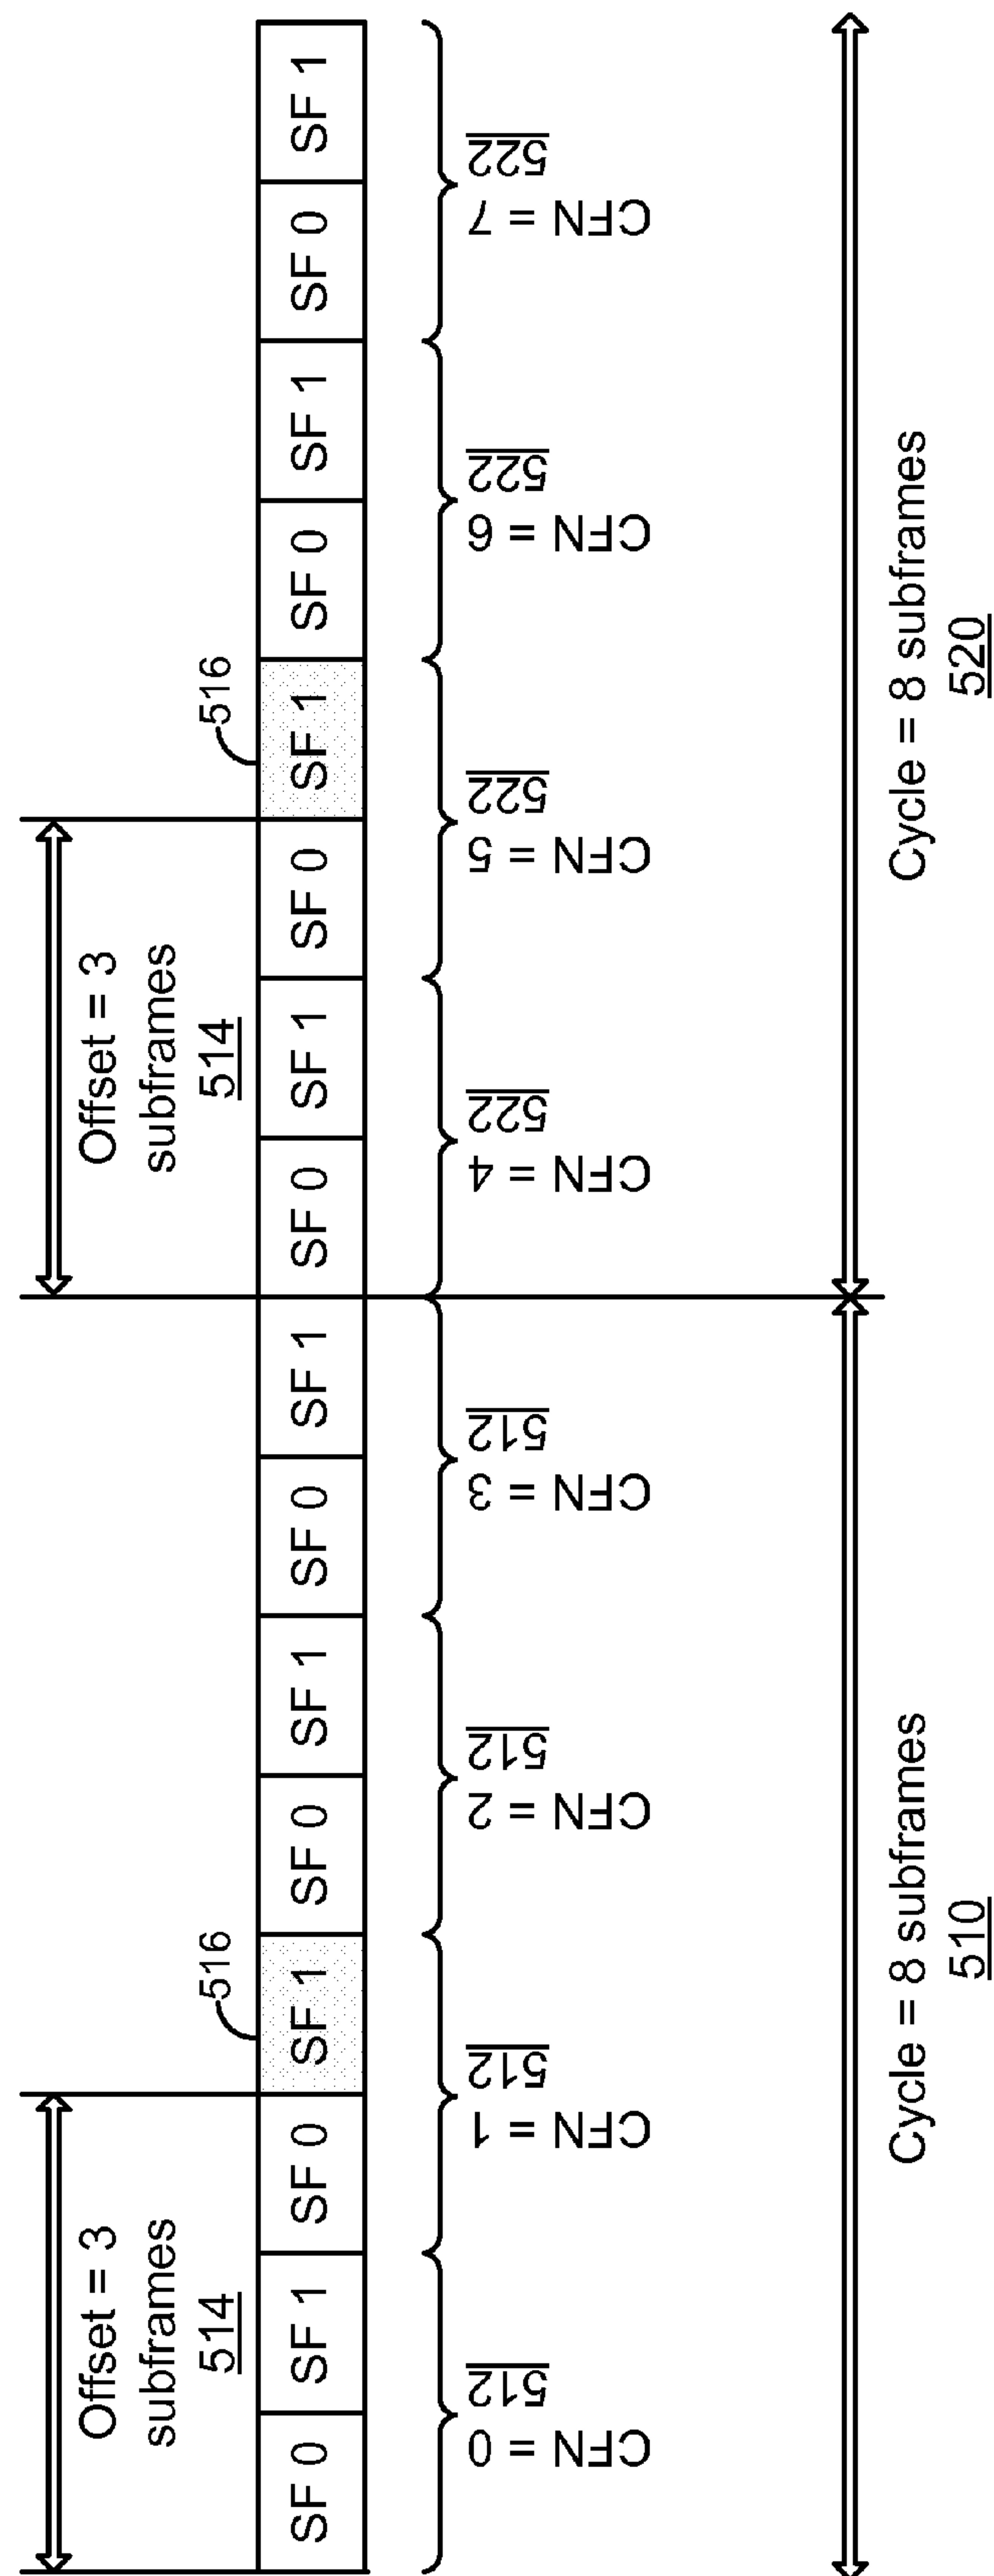 Offset = 3
subframes
514
Offset = 3
subframes
514
516
516
SF 0
SF 1
SF 0
SF 1
SF 0
SF 1
SF 0
SF 1
SF 0
SF 1
SF 0
SF 1
SF 0
SF 1
SF 0
SF 1
CFN = 0
512
CFN = 1
512
CFN = 2
512
CFN = 3
512
CFN = 4
522
CFN = 5
522
CFN = 6
522
CFN = 7
522
Cycle = 8 subframes
510
Cycle = 8 subframes
520